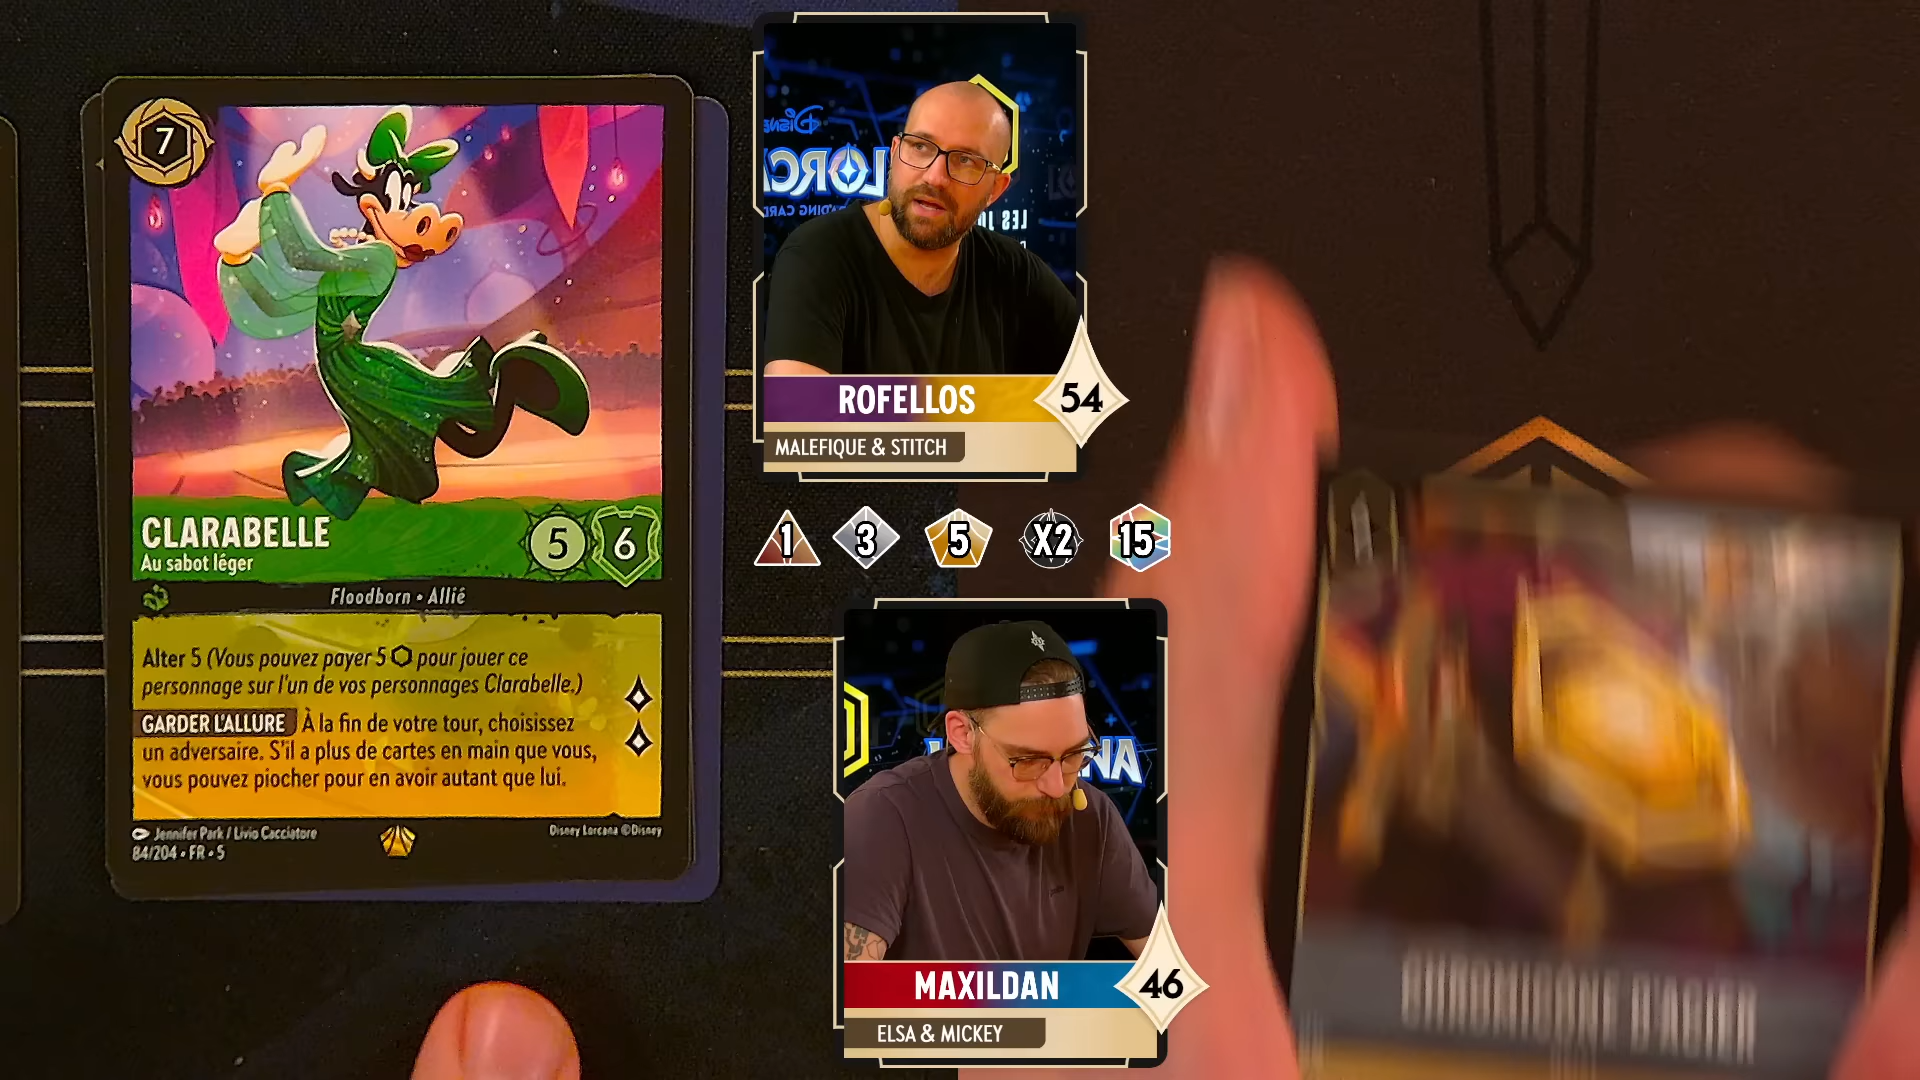 7
CLARABELLE
Au sabot léger
5
6
Floodborn • Allié
Alter 5 (Vous pouvez payer 5 pour jouer ce
personnage sur l'un de vos personnages Clarabelle.)
GARDER L'ALLURE À la fin de votre tour, choisissez
un adversaire. S'il a plus de cartes en main que vous,
vous pouvez piocher pour en avoir autant que lui.
Jennifer Park / Livio Cacciatore
84/204 • FR • 5
Disney Lorcana ©Disney
ROFELLOS
54
MALEFIQUE & STITCH
1
3
5
X2
15
MAXILDAN
46
ELSA & MICKEY
D'ACIER